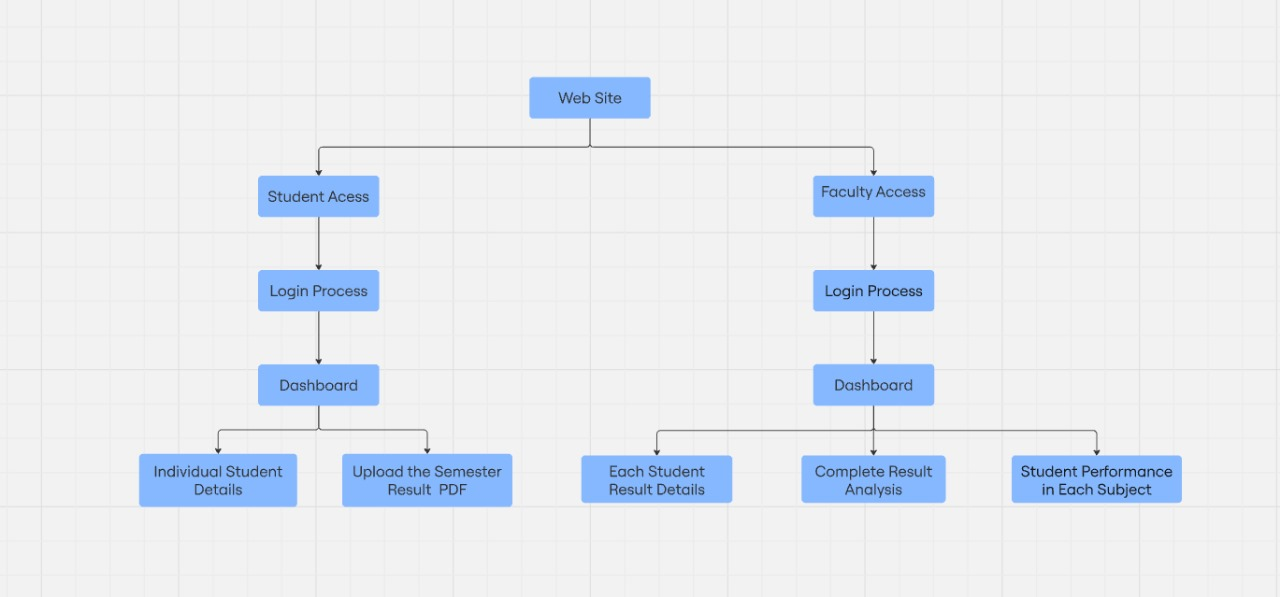 Web Site
Student Acess
Faculty Access
Login Process
Login Process
Dashboard
Dashboard
Individual Student
Details
Upload the Semester
Result PDF
Each Student
Result Details
Complete Result
Analysis
Student Performance
in Each Subject